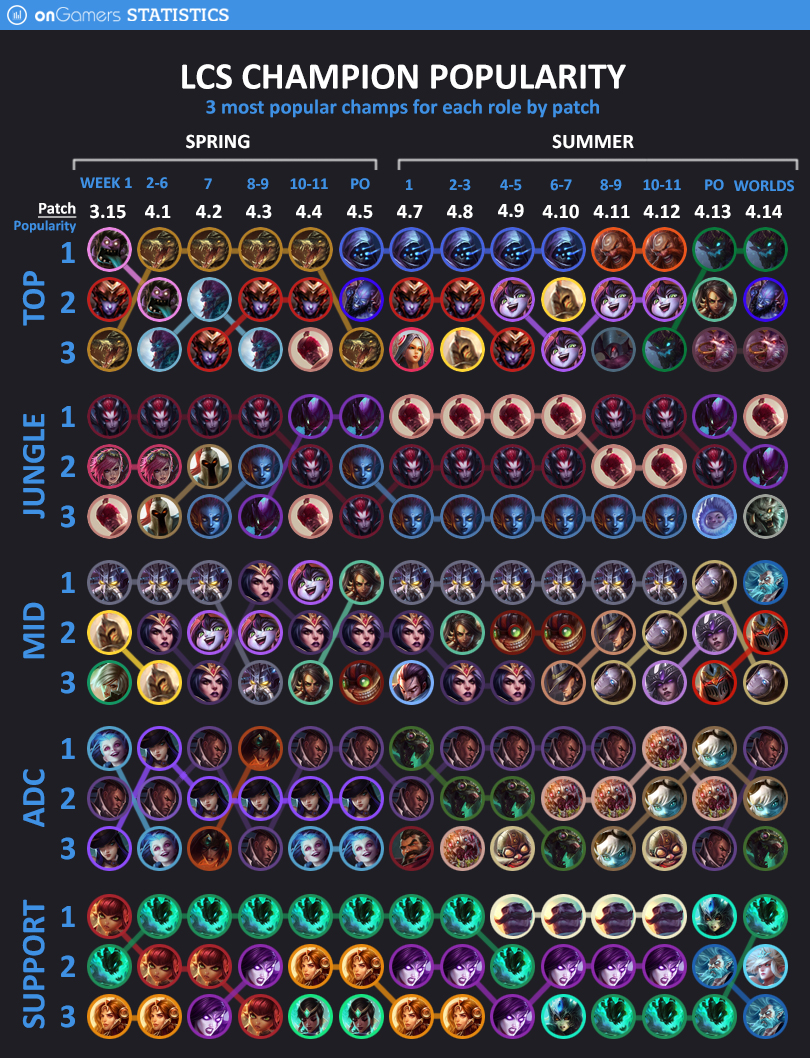 onGamers STATISTICS
LCS CHAMPION POPULARITY
3 most popular champs for each role by patch
SPRING SUMMER
WEEK 1 2-6 7 8-9 10-11 PO 1 2-3 4-5 6-7 8-9 10-11 PO WORLDS
Patch 3.15 4.1 4.2 4.3 4.4 4.5 4.7 4.8 4.9 4.10 4.11 4.12 4.13 4.14
Popularity
TOP
1
2
3
JUNGLE
1
2
3
MID
1
2
3
ADC
1
2
3
SUPPORT
1
2
3